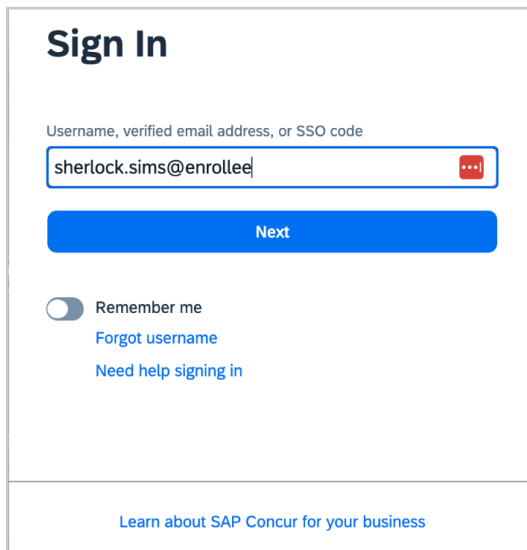 Sign In
Username, verified email address, or SSO code
sherlock.sims@enrollee
Next
Remember me
Forgot username
Need help signing in
Learn about SAP Concur for your business